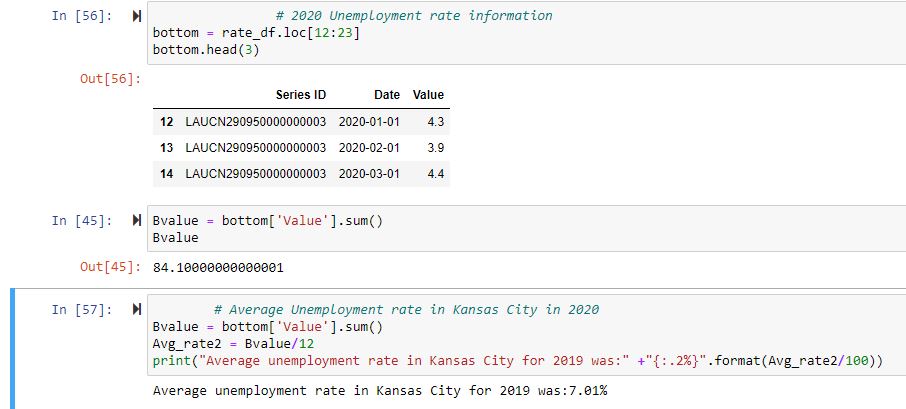 In [56]: # 2020 Unemployment rate information
bottom = rate_df.loc[12:23]
bottom.head(3)
Out[56]:
Series ID Date Value
12 LAUCN290950000000003 2020-01-01 4.3
13 LAUCN290950000000003 2020-02-01 3.9
14 LAUCN290950000000003 2020-03-01 4.4
In [45]: Bvalue = bottom['Value'].sum()
Bvalue
Out[45]: 84.10000000000001
In [57]: # Average Unemployment rate in Kansas City in 2020
Bvalue = bottom['Value'].sum()
Avg_rate2 = Bvalue/12
print("Average unemployment rate in Kansas City for 2019 was:" +"{:.2%}".format(Avg_rate2/100))
Average unemployment rate in Kansas City for 2019 was:7.01%